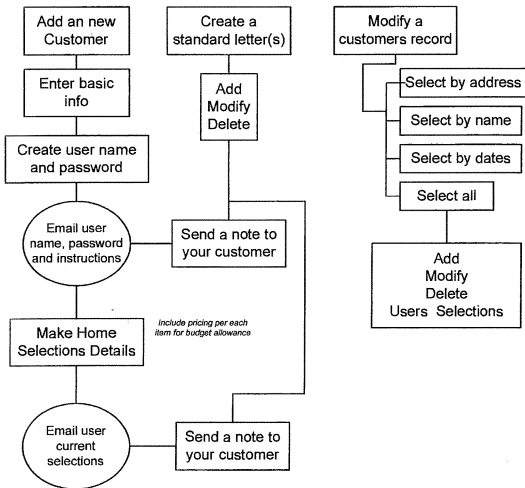 Add an new
Customer
Enter basic
info
Create user name
and password
Email user
name, password
and instructions
Make Home
Selections Details
Email user
current
selections
Create a
standard letter(s)
Add
Modify
Delete
Send a note to
your customer
include pricing per each
item for budget allowance
Send a note to
your customer
Modify a
customers record
Select by address
Select by name
Select by dates
Select all
Add
Modify
Delete
Users Selections